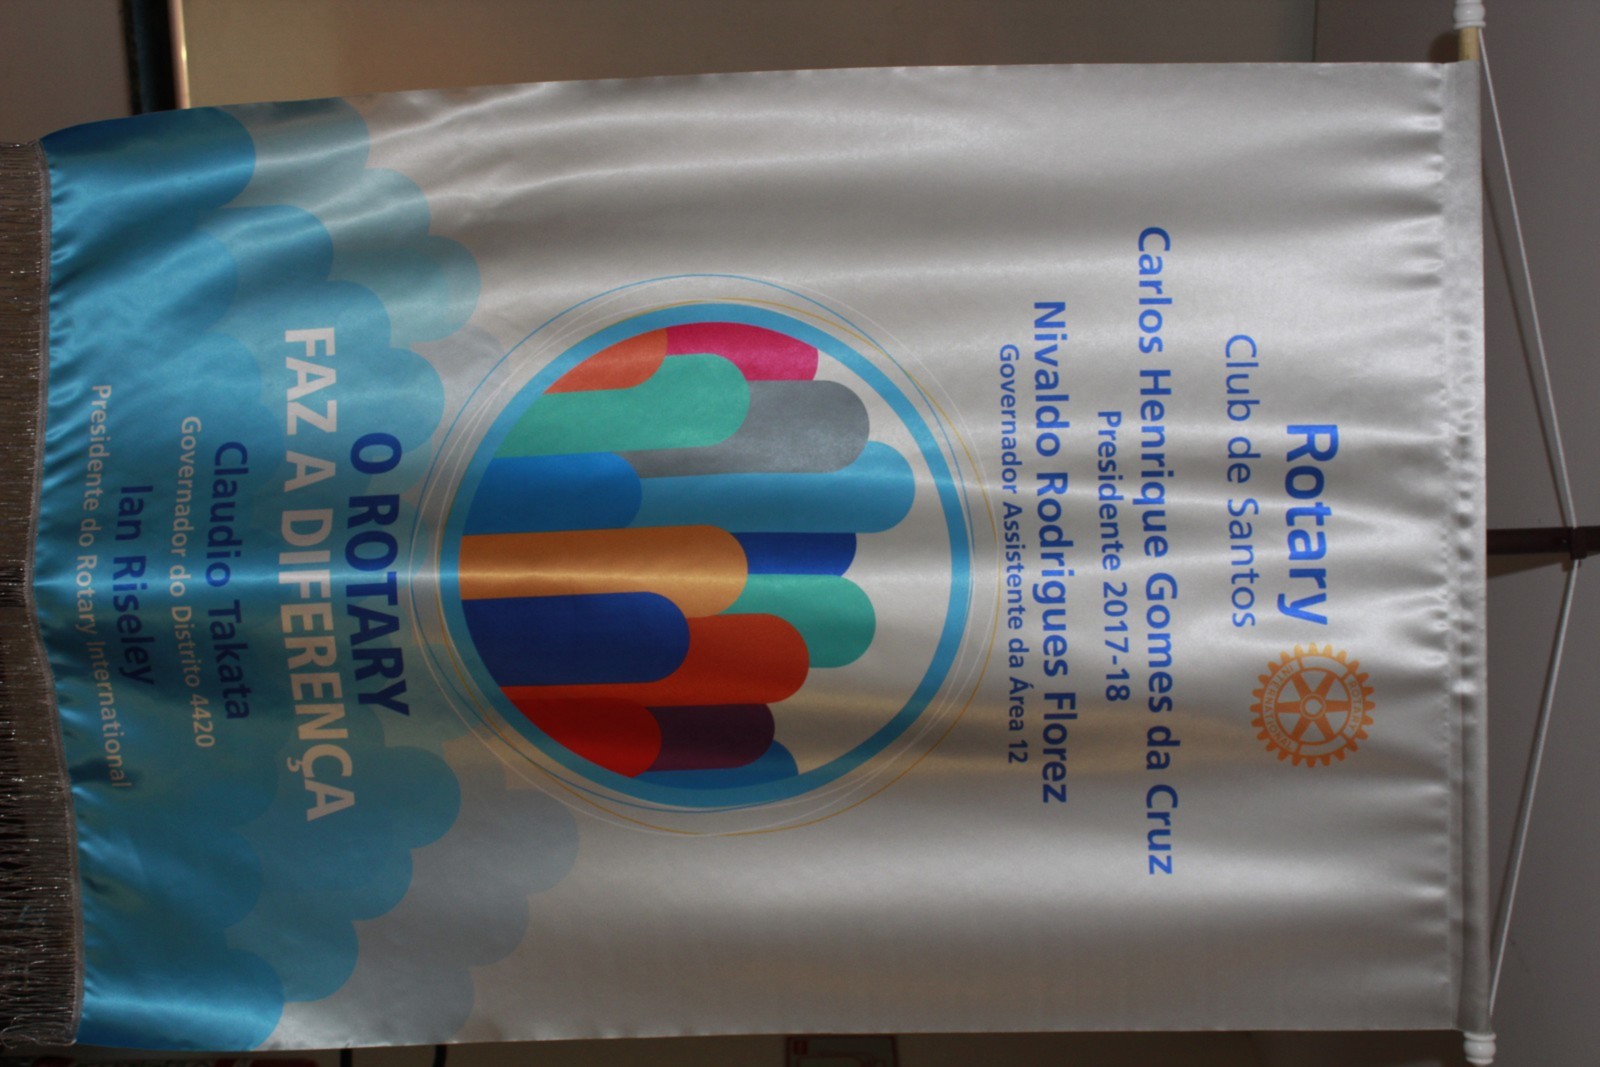 Rotary
Club de Santos
Carlos Henrique Gomes da Cruz
Presidente 2017-18
Nivaldo Rodrigues Florez
Governador Assistente da Área 12
O ROTARY
FAZ A DIFERENÇA
Claudio Takata
Governador do Distrito 4420
Ian Riseley
Presidente do Rotary International